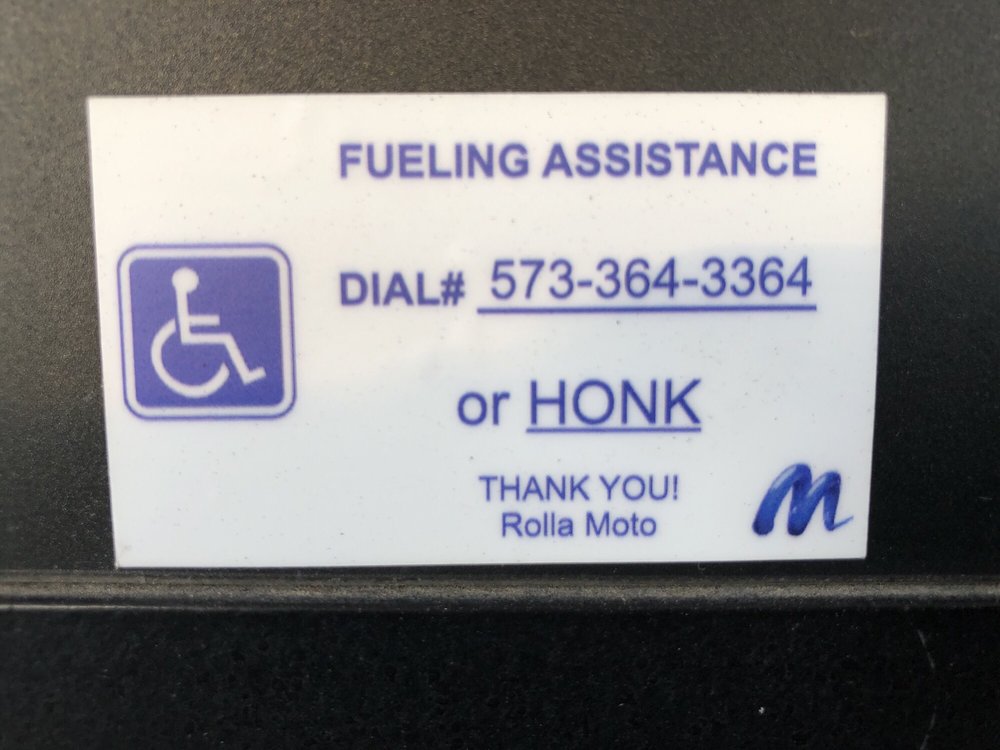 FUELING ASSISTANCE
DIAL# 573-364-3364
or HONK
THANK YOU!
Rolla Moto
M